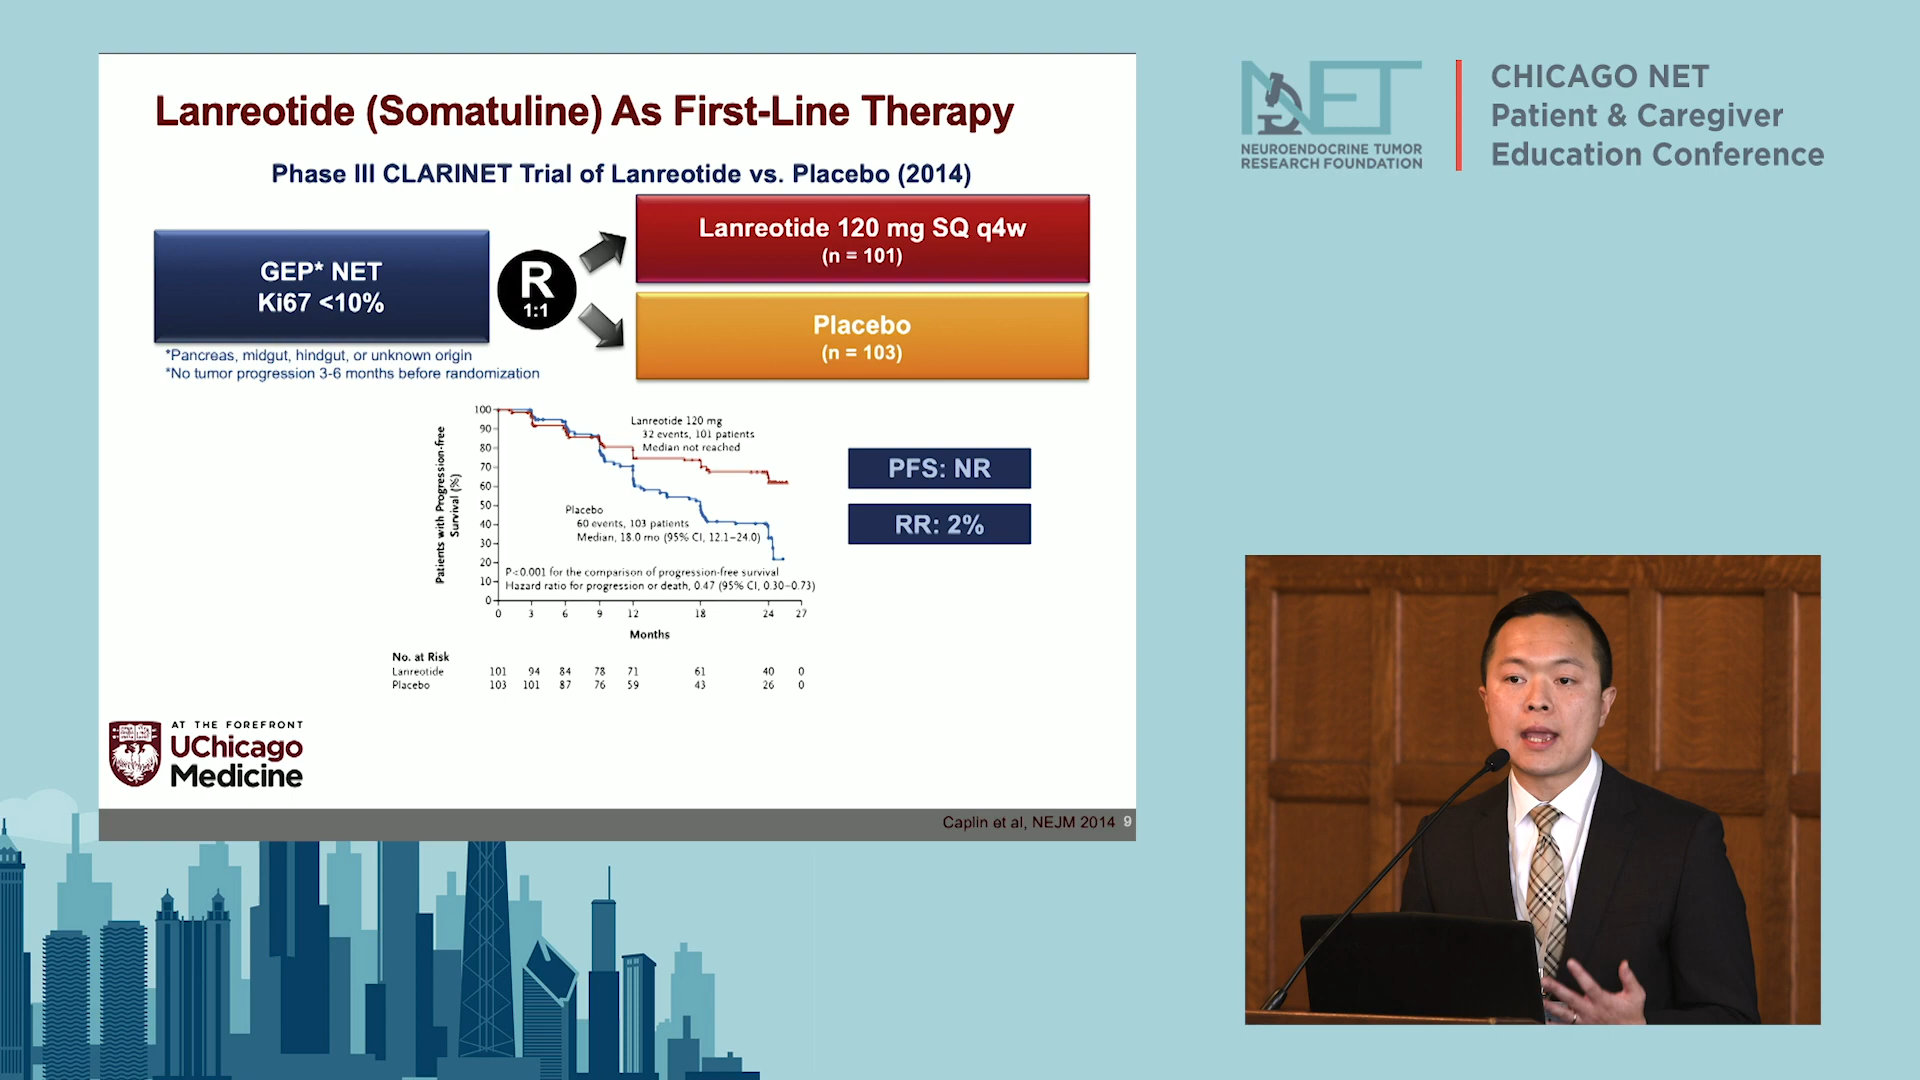 Lanreotide (Somatuline) As First-Line Therapy
Phase III CLARINET Trial of Lanreotide vs. Placebo (2014)
GEP* NET
Ki67 <10%
R
1:1
Lanreotide 120 mg SQ q4w
(n = 101)
Placebo
(n = 103)
*Pancreas, midgut, hindgut, or unknown origin
*No tumor progression 3-6 months before randomization
Patients with Progression-free
Survival (%)
100
90
80
70
60
50
40
30
20
10
0
Lanreotide 120 mg
32 events, 101 patients
Median not reached
Placebo
60 events, 103 patients
Median, 18.0 mo (95% CI, 12.1–24.0)
P<0.001 for the comparison of progression-free survival
Hazard ratio for progression or death, 0.47 (95% CI, 0.30–0.73)
0 3 6 9 12 18 24 27
Months
PFS: NR
RR: 2%
No. at Risk
Lanreotide 101 94 84 78 71 61 40 0
Placebo 103 101 87 76 59 43 26 0
AT THE FOREFRONT
UChicago
Medicine
Caplin et al, NEJM 2014 9
NET
NEUROENDOCRINE TUMOR
RESEARCH FOUNDATION
CHICAGO NET
Patient & Caregiver
Education Conference